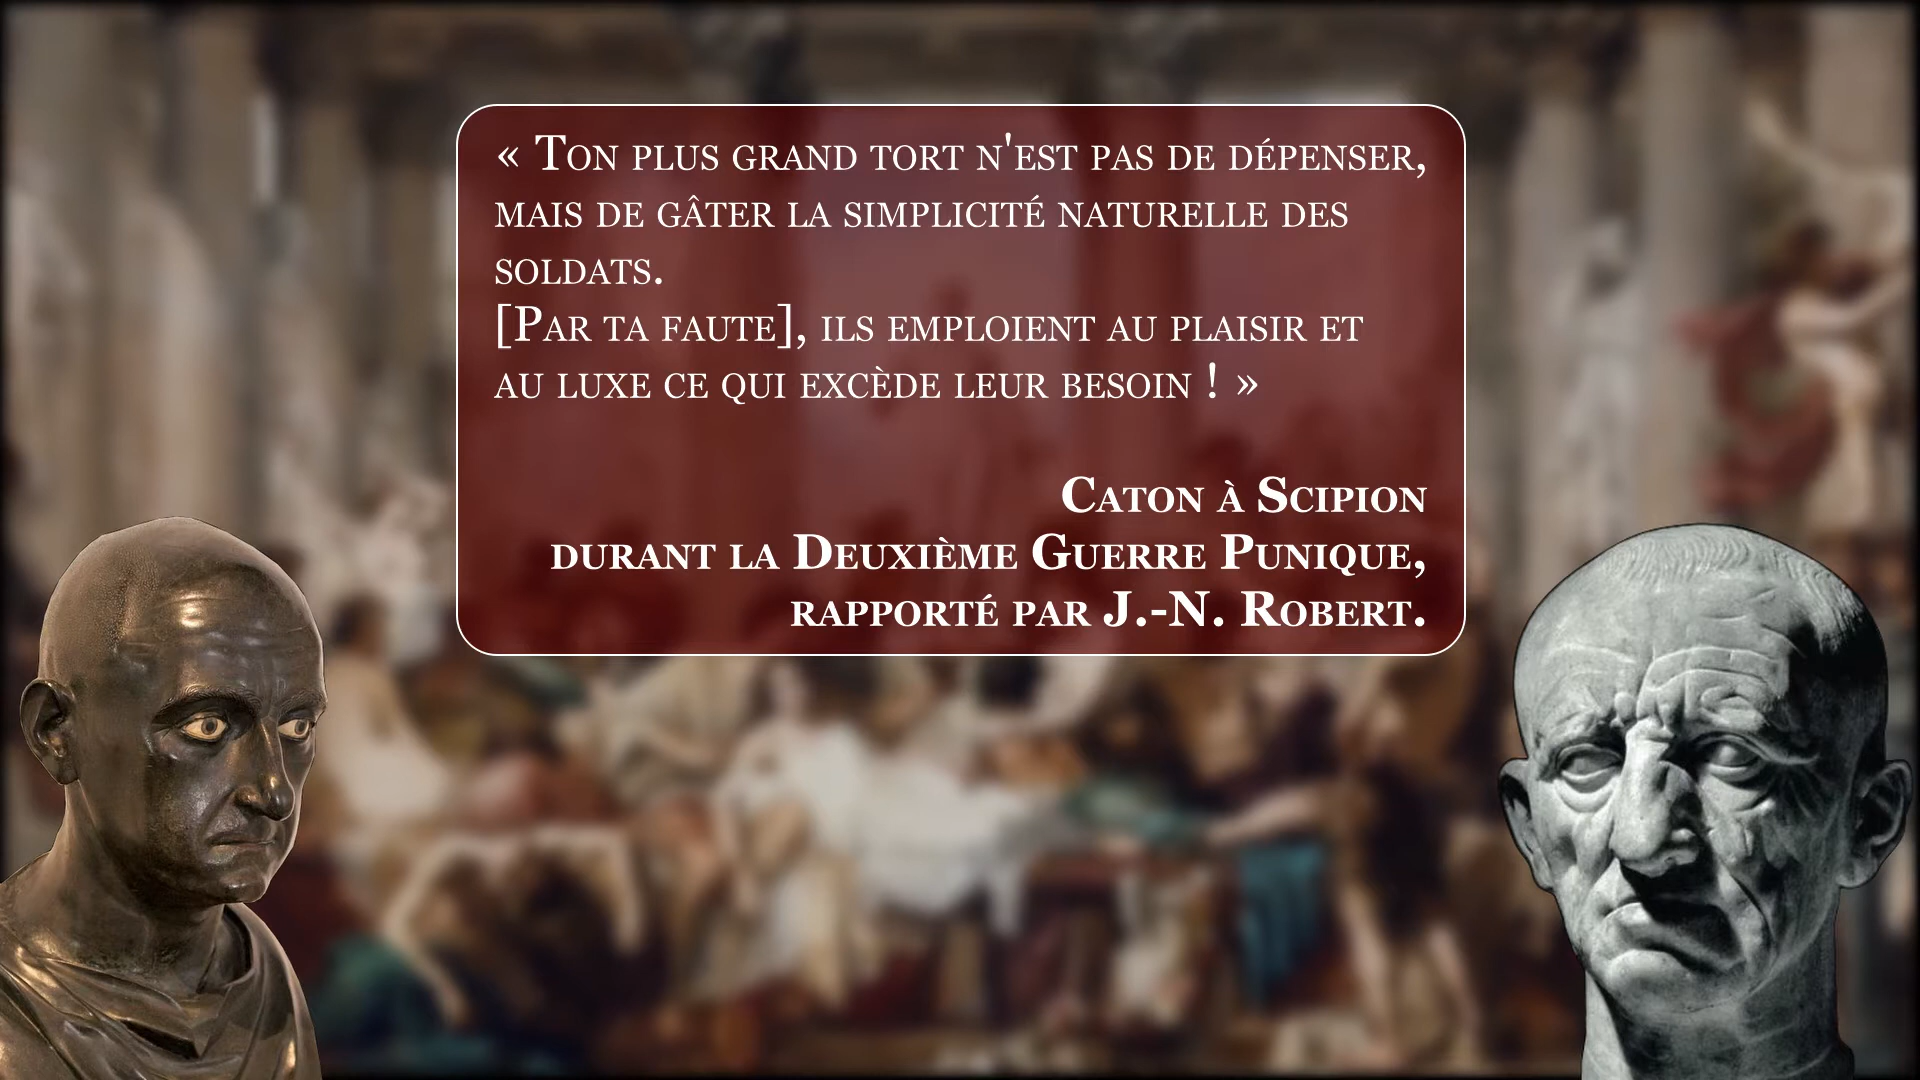 « Ton plus grand tort n'est pas de dépenser,
mais de gâter la simplicité naturelle des
soldats.
[Par ta faute], ils emploient au plaisir et
au luxe ce qui excède leur besoin ! »
Caton à Scipion
durant la Deuxième Guerre Punique,
rapporté par J.-N. Robert.